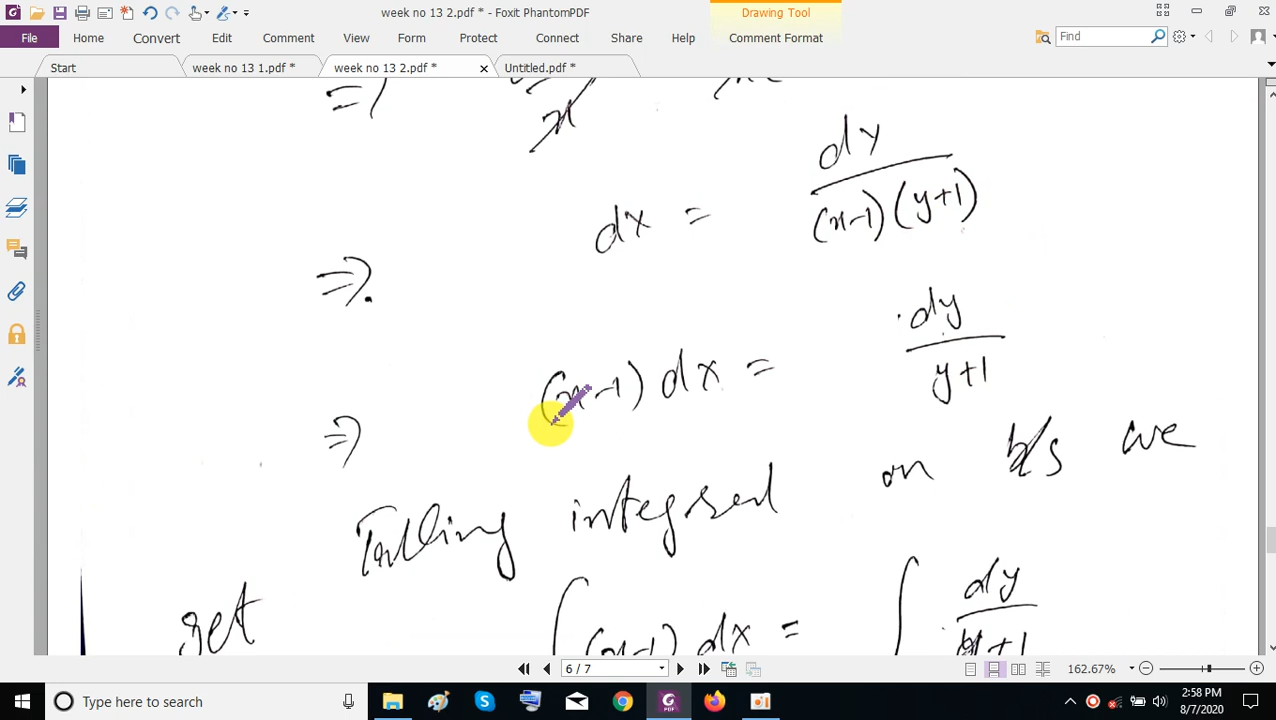 week no 13 2.pdf * - Foxit PhantomPDF
Drawing Tool
File Home Convert Edit Comment View Form Protect Connect Share Help Comment Format Find
Start week no 13 1.pdf * week no 13 2.pdf * Untitled.pdf *
=>
x
dx = dy / (x-1)(y+1)
=>.
(x-1) dx = dy / y+1
=>
Talking integral on b/s we
get
∫ (x-1) dx = ∫ dy / y+1
6 / 7 162.67%
Type here to search
2:58 PM
8/7/2020